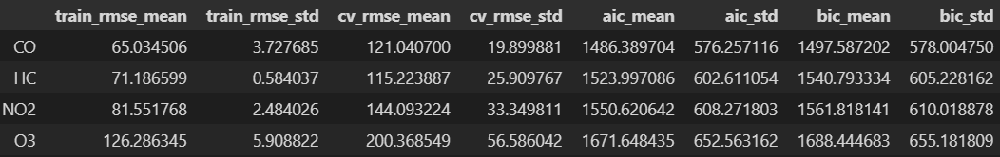 train_rmse_mean train_rmse_std cv_rmse_mean cv_rmse_std aic_mean aic_std bic_mean bic_std
CO 65.034506 3.727685 121.040700 19.899881 1486.389704 576.257116 1497.587202 578.004750
HC 71.186599 0.584037 115.223887 25.909767 1523.997086 602.611054 1540.793334 605.228162
NO2 81.551768 2.484026 144.093224 33.349811 1550.620642 608.271803 1561.818141 610.018878
O3 126.286345 5.908822 200.368549 56.586042 1671.648435 652.563162 1688.444683 655.181809